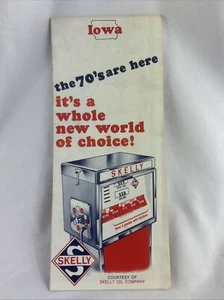 Iowa
the 70's are here
it's a
whole
new world
of choice!
SKELLY
SKELLY
COURTESY OF
SKELLY OIL COMPANY